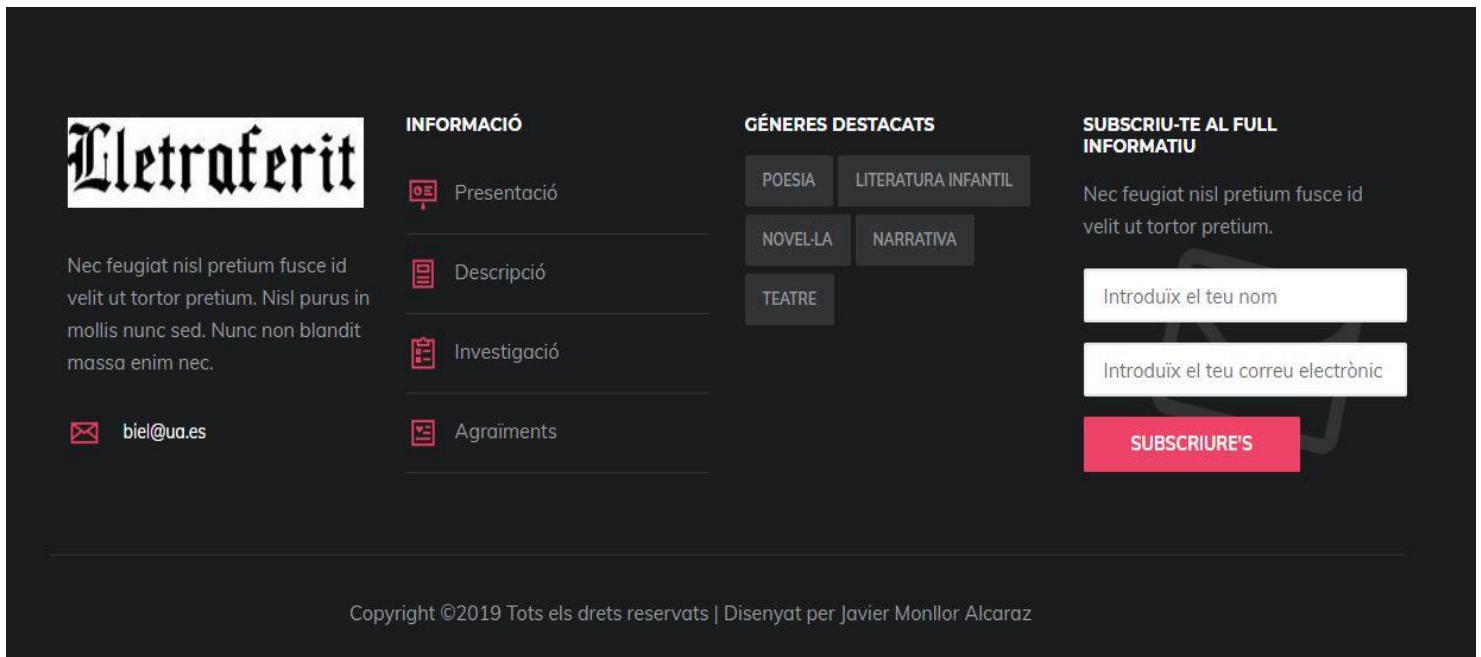 Lletraferit
Nec feugiat nisl pretium fusce id
velit ut tortor pretium. Nisl purus in
mollis nunc sed. Nunc non blandit
massa enim nec.
biel@ua.es
INFORMACIÓ
Presentació
Descripció
Investigació
Agraïments
GÉNERES DESTACATS
POESIA
LITERATURA INFANTIL
NOVEL·LA
NARRATIVA
TEATRE
SUBSCRIU-TE AL FULL
INFORMATIU
Nec feugiat nisl pretium fusce id
velit ut tortor pretium.
Introduïx el teu nom
Introduïx el teu correu electrònic
SUBSCRIURE'S
Copyright ©2019 Tots els drets reservats | Disenyat per Javier Monllor Alcaraz